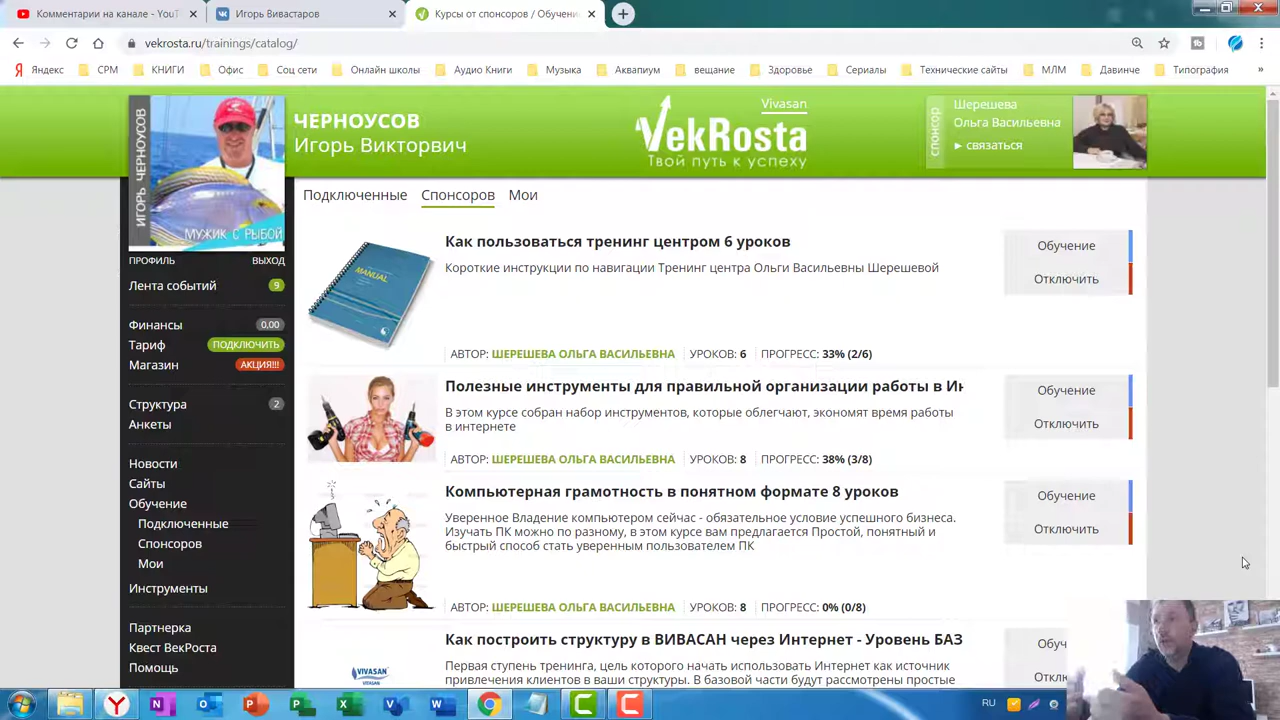 Комментарии на канале - YouT
Игорь Вивастаров
Курсы от спонсоров / Обучени
vekrosta.ru/trainings/catalog/
Яндекс
СРМ
КНИГИ
Офис
Соц сети
Онлайн школы
Аудио Книги
Музыка
Аквапиум
вещание
Здоровье
Сериалы
Технические сайты
МЛМ
Давинче
Типография
»
ИГОРЬ ЧЕРНОУСОВ
МУЖИК С РЫБОЙ
ЧЕРНОУСОВ
Игорь Викторович
Vivasan
VekRosta
Твой путь к успеху
спонсор
Шерешева
Ольга Васильевна
► связаться
ПРОФИЛЬ
ВЫХОД
Лента событий 9
Финансы 0,00
Тариф ПОДКЛЮЧИТЬ
Магазин АКЦИЯ!!!
Структура 2
Анкеты
Новости
Сайты
Обучение
Подключенные
Спонсоров
Мои
Инструменты
Партнерка
Квест ВекРоста
Помощь
Подключенные Спонсоров Мои
MANUAL
Как пользоваться тренинг центром 6 уроков
Короткие инструкции по навигации Тренинг центра Ольги Васильевны Шерешевой
АВТОР: ШЕРЕШЕВА ОЛЬГА ВАСИЛЬЕВНА УРОКОВ: 6 ПРОГРЕСС: 33% (2/6)
Обучение
Отключить
Полезные инструменты для правильной организации работы в Ин
В этом курсе собран набор инструментов, которые облегчают, экономят время работы
в интернете
АВТОР: ШЕРЕШЕВА ОЛЬГА ВАСИЛЬЕВНА УРОКОВ: 8 ПРОГРЕСС: 38% (3/8)
Обучение
Отключить
Компьютерная грамотность в понятном формате 8 уроков
Уверенное Владение компьютером сейчас - обязательное условие успешного бизнеса.
Изучать ПК можно по разному, в этом курсе вам предлагается Простой, понятный и
быстрый способ стать уверенным пользователем ПК
АВТОР: ШЕРЕШЕВА ОЛЬГА ВАСИЛЬЕВНА УРОКОВ: 8 ПРОГРЕСС: 0% (0/8)
Обучение
Отключить
VIVASAN
Как построить структуру в ВИВАСАН через Интернет - Уровень БАЗ
Первая ступень тренинга, цель которого начать использовать Интернет как источник
привлечения клиентов в ваши структуры. В базовой части будут рассмотрены простые
Обуч
Откл
RU